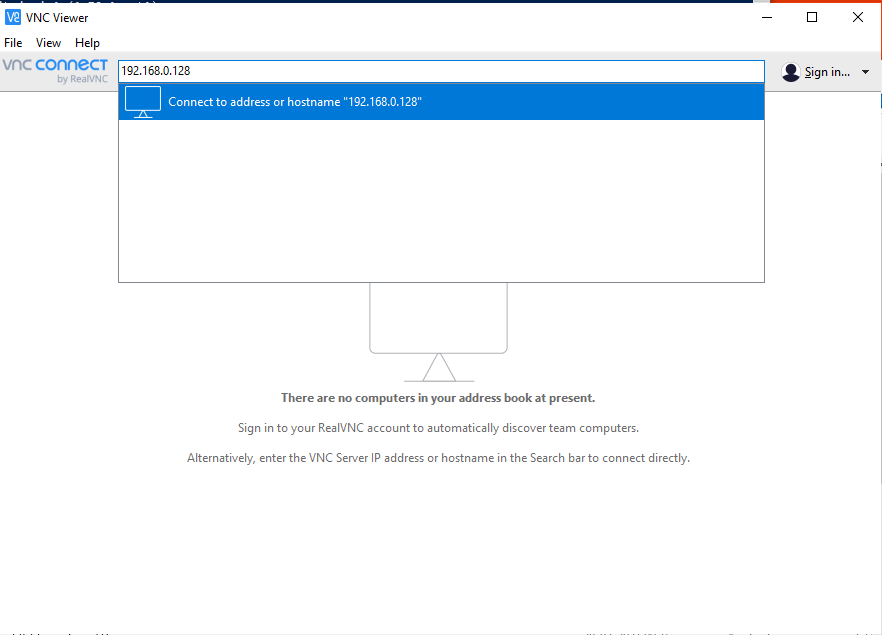 VNC Viewer
File View Help
vnc connect
by RealVNC
192.168.0.128
Sign in...
Connect to address or hostname "192.168.0.128"
There are no computers in your address book at present.
Sign in to your RealVNC account to automatically discover team computers.
Alternatively, enter the VNC Server IP address or hostname in the Search bar to connect directly.